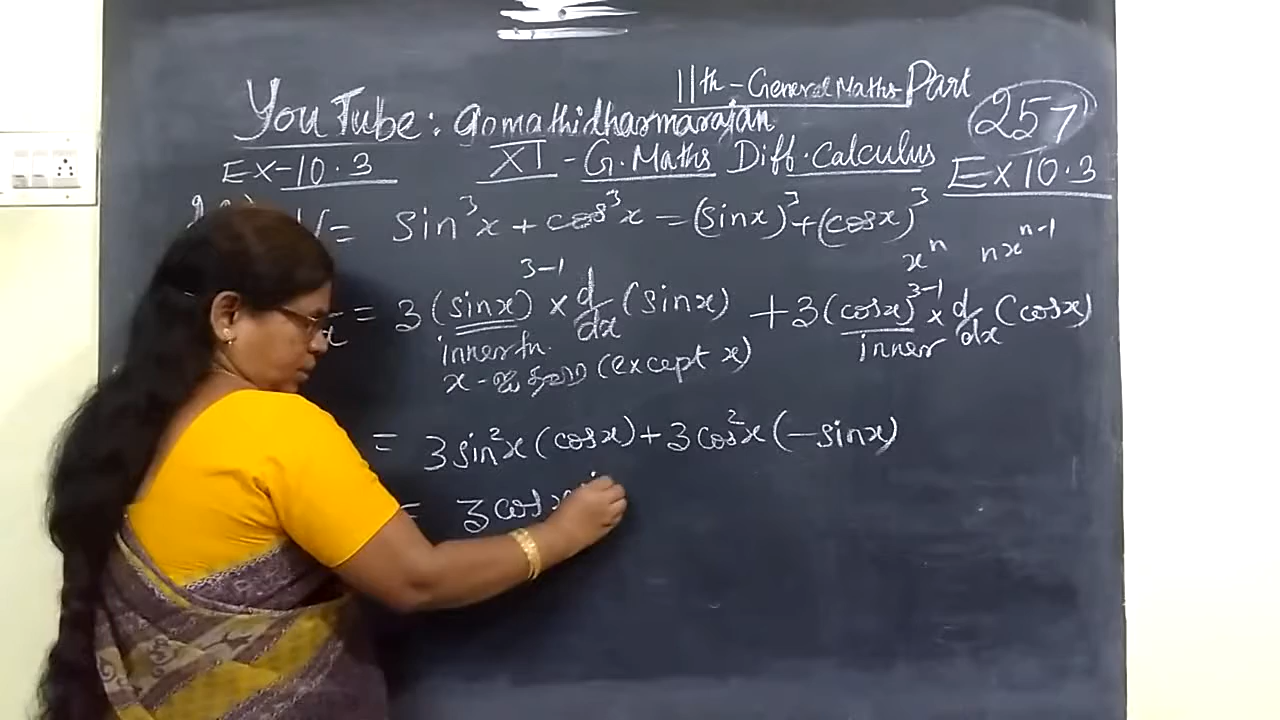 11th - General Maths Part
YouTube : gomathidharmarajan 257
EX-10.3 XI - G. Maths Diff. Calculus Ex 10.3
= sin³x + cos³x = (sinx)³ + (cosx)³
xⁿ nxⁿ⁻¹
= 3 (sinx)³⁻¹ × d/dx (sinx) + 3 (cosx)³⁻¹ × d/dx (cosx)
inner fn. inner
x - ஐ தவிர (except x)
= 3 sin²x (cosx) + 3 cos²x (-sinx)
= 3 cosx